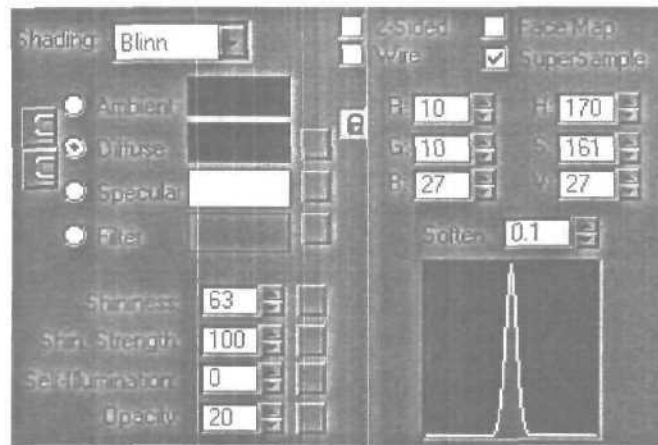 Shading: Blinn
2-Sided Face Map
Wire SuperSample
Ambient:
Diffuse:
Specular:
Filter:
R: 10 H: 170
G: 10 S: 161
B: 27 V: 27
Soften: 0.1
Shininess: 63
Shin. Strength: 100
Self-Illumination: 0
Opacity: 20